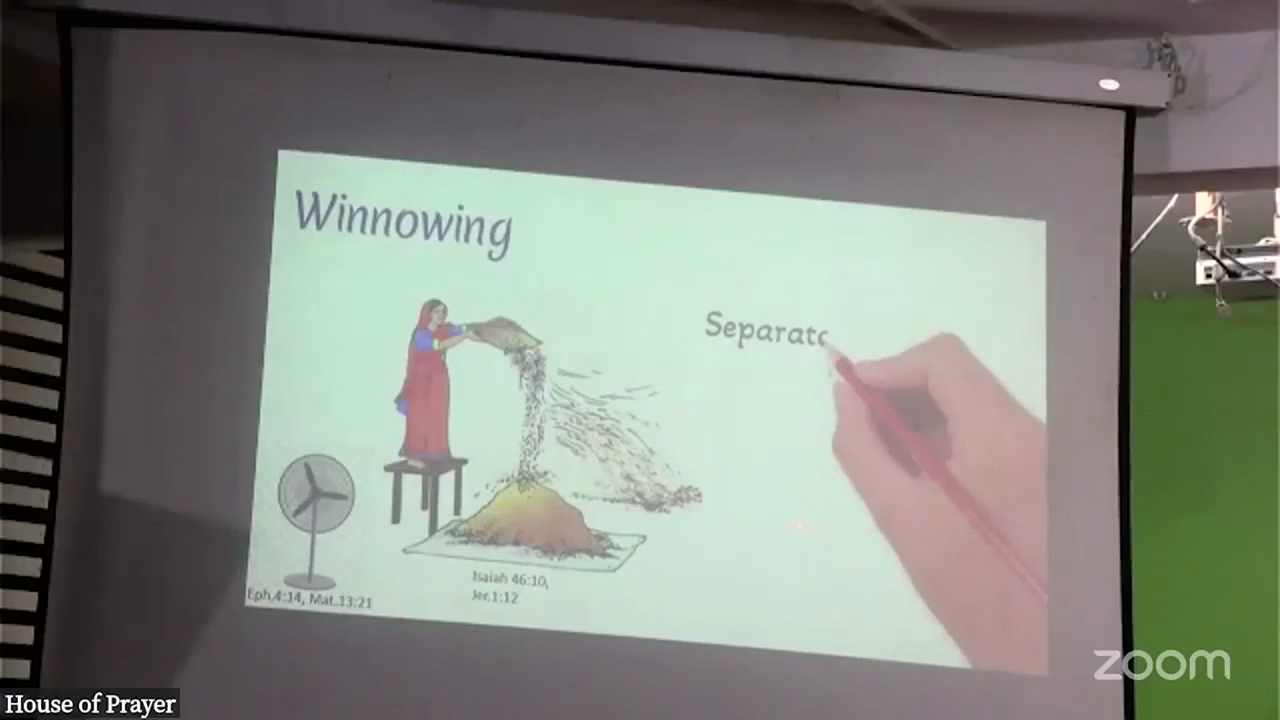 Winnowing
Separat
Isaiah 46:10,
Jer.1:12
Eph.4:14, Mat.13:21
zoom
House of Prayer